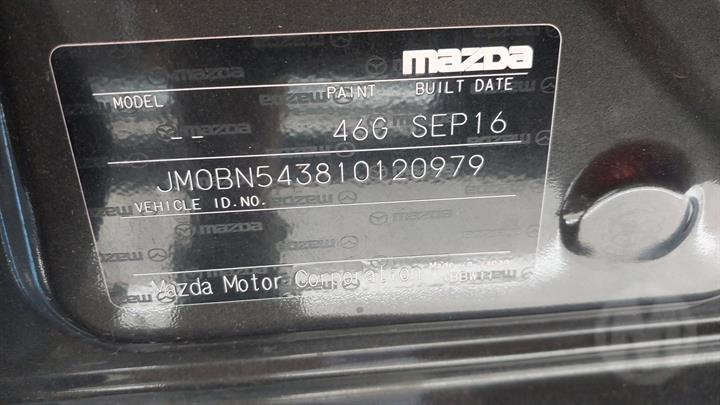 mazda
MODEL PAINT BUILT DATE
-- 46G SEP16
JM0BN543810120979
VEHICLE ID.NO.
Mazda Motor Corporation